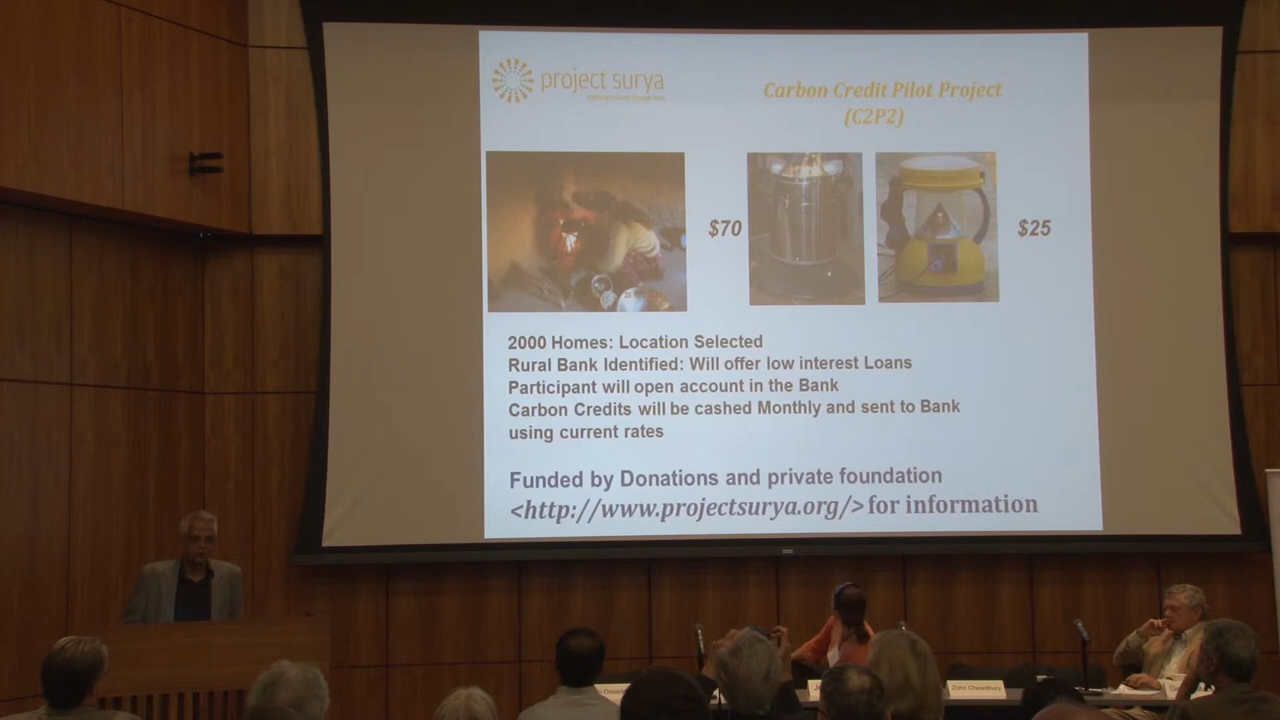 project surya
Carbon Credit Pilot Project
(C2P2)
$70
$25
2000 Homes: Location Selected
Rural Bank Identified: Will offer low interest Loans
Participant will open account in the Bank
Carbon Credits will be cashed Monthly and sent to Bank
using current rates
Funded by Donations and private foundation
<http://www.projectsurya.org/> for information
Zafar Chowdhury